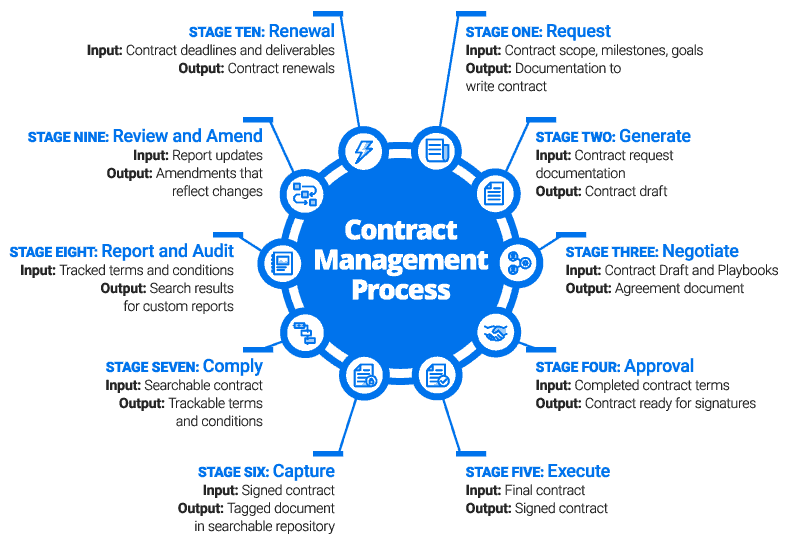 Contract
Management
Process
STAGE ONE: Request
Input: Contract scope, milestones, goals
Output: Documentation to
write contract
STAGE TWO: Generate
Input: Contract request
documentation
Output: Contract draft
STAGE THREE: Negotiate
Input: Contract Draft and Playbooks
Output: Agreement document
STAGE FOUR: Approval
Input: Completed contract terms
Output: Contract ready for signatures
STAGE FIVE: Execute
Input: Final contract
Output: Signed contract
STAGE SIX: Capture
Input: Signed contract
Output: Tagged document
in searchable repository
STAGE SEVEN: Comply
Input: Searchable contract
Output: Trackable terms
and conditions
STAGE EIGHT: Report and Audit
Input: Tracked terms and conditions
Output: Search results
for custom reports
STAGE NINE: Review and Amend
Input: Report updates
Output: Amendments that
reflect changes
STAGE TEN: Renewal
Input: Contract deadlines and deliverables
Output: Contract renewals